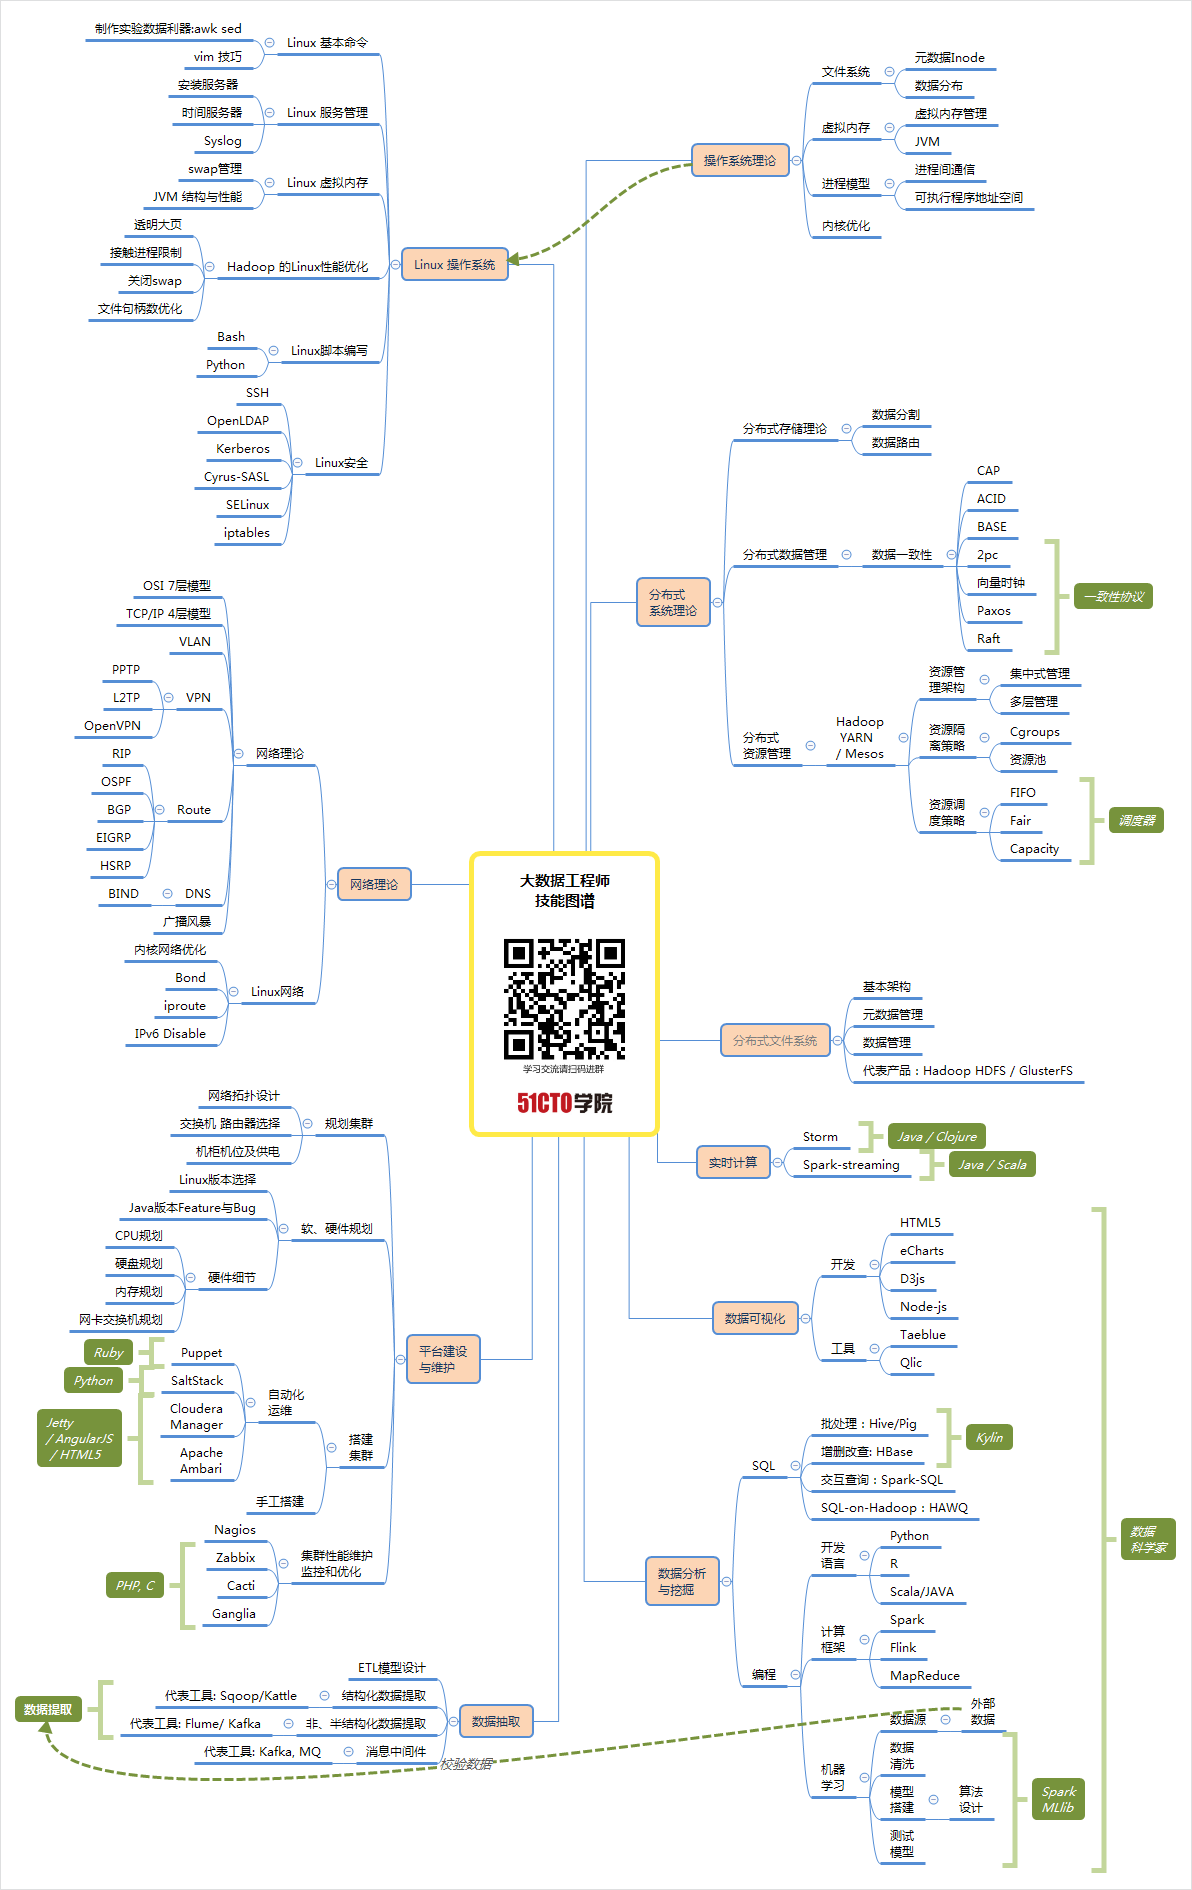 大数据工程师
技能图谱
学习交流请扫码进群
51CTO学院
Linux 操作系统
Linux 基本命令
制作实验数据利器:awk sed
vim 技巧
Linux 服务管理
安装服务器
时间服务器
Syslog
Linux 虚拟内存
swap管理
JVM 结构与性能
Hadoop 的Linux性能优化
透明大页
接触进程限制
关闭swap
文件句柄数优化
Linux脚本编写
Bash
Python
Linux安全
SSH
OpenLDAP
Kerberos
Cyrus-SASL
SELinux
iptables
网络理论
网络理论
OSI 7层模型
TCP/IP 4层模型
VLAN
VPN
PPTP
L2TP
OpenVPN
Route
RIP
OSPF
BGP
EIGRP
HSRP
DNS
BIND
广播风暴
Linux网络
内核网络优化
Bond
iproute
IPv6 Disable
平台建设
与维护
规划集群
网络拓扑设计
交换机 路由器选择
机柜机位及供电
软、硬件规划
Linux版本选择
Java版本Feature与Bug
硬件细节
CPU规划
硬盘规划
内存规划
网卡交换机规划
搭建
集群
自动化
运维
Puppet
Ruby
SaltStack
Python
Cloudera
Manager
Apache
Ambari
Jetty
/ AngularJS
/ HTML5
手工搭建
集群性能维护
监控和优化
Nagios
Zabbix
Cacti
Ganglia
PHP, C
数据抽取
ETL模型设计
结构化数据提取
代表工具: Sqoop/Kattle
非、半结构化数据提取
代表工具: Flume/ Kafka
消息中间件
代表工具: Kafka, MQ
数据提取
校验数据
操作系统理论
文件系统
元数据Inode
数据分布
虚拟内存
虚拟内存管理
JVM
进程模型
进程间通信
可执行程序地址空间
内核优化
分布式
系统理论
分布式存储理论
数据分割
数据路由
分布式数据管理
数据一致性
CAP
ACID
BASE
2pc
向量时钟
Paxos
Raft
一致性协议
分布式
资源管理
Hadoop
YARN
/ Mesos
资源管
理架构
集中式管理
多层管理
资源隔
离策略
Cgroups
资源池
资源调
度策略
FIFO
Fair
Capacity
调度器
分布式文件系统
基本架构
元数据管理
数据管理
代表产品：Hadoop HDFS / GlusterFS
实时计算
Storm
Java / Clojure
Spark-streaming
Java / Scala
数据可视化
开发
HTML5
eCharts
D3js
Node-js
工具
Taeblue
Qlic
数据分析
与挖掘
SQL
批处理：Hive/Pig
增删改查: HBase
Kylin
交互查询：Spark-SQL
SQL-on-Hadoop：HAWQ
编程
开发
语言
Python
R
Scala/JAVA
计算
框架
Spark
Flink
MapReduce
机器
学习
数据源
外部
数据
数据
清洗
模型
搭建
算法
设计
测试
模型
Spark
MLlib
数据
科学家